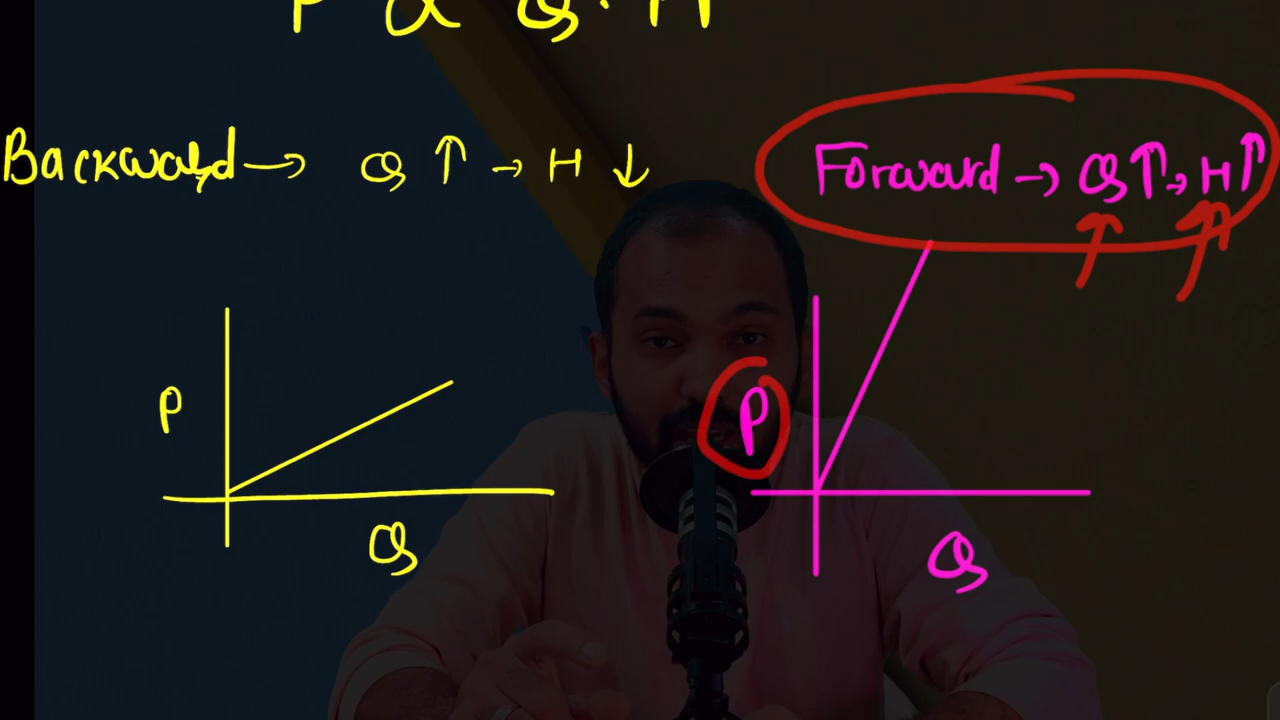 P ∝ Q. H
Backward → Q ↑ → H ↓
Forward → Q ↑ → H ↑
P
Q
P
Q